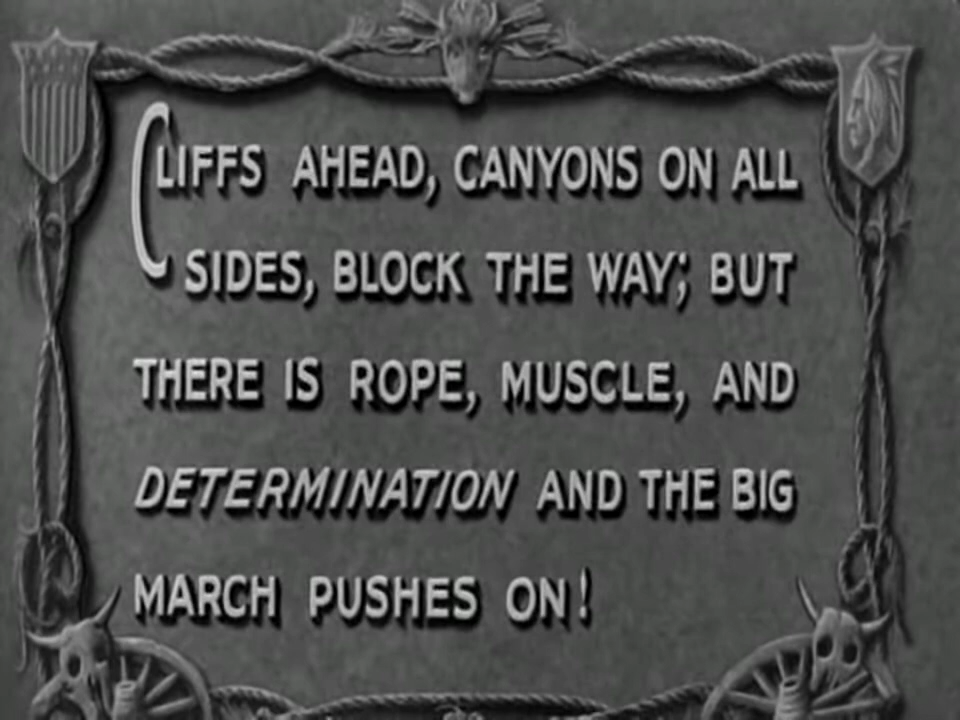 CLIFFS AHEAD, CANYONS ON ALL
SIDES, BLOCK THE WAY; BUT
THERE IS ROPE, MUSCLE, AND
DETERMINATION AND THE BIG
MARCH PUSHES ON!